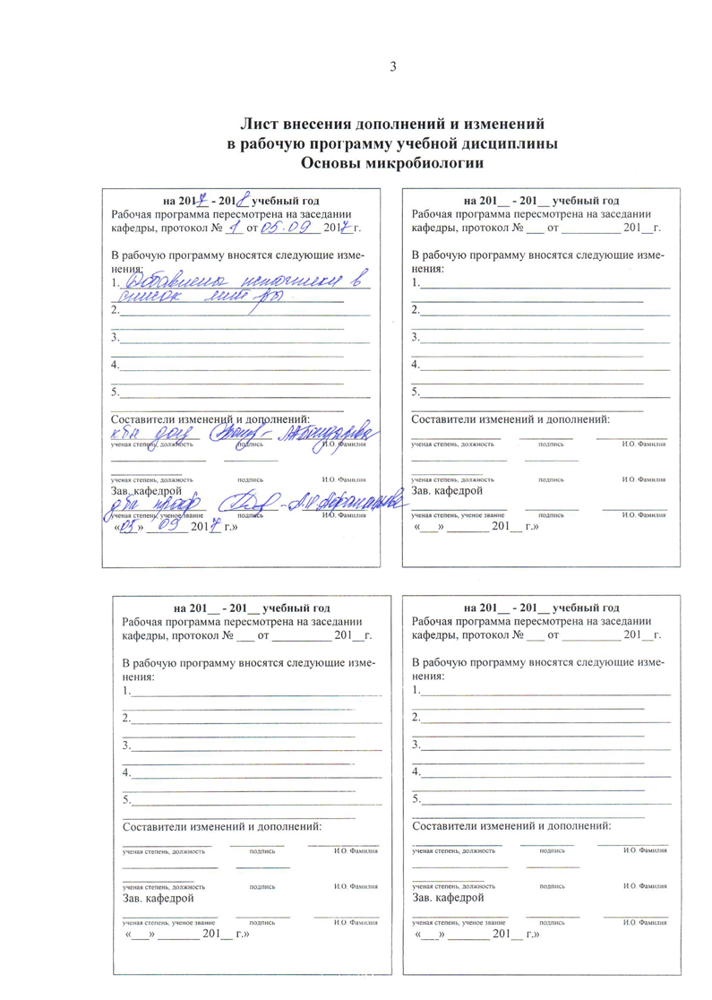 3
Лист внесения дополнений и изменений
в рабочую программу учебной дисциплины
Основы микробиологии
на 2017 - 2018 учебный год
Рабочая программа пересмотрена на заседании
кафедры, протокол № 1 от 05.09 2017 г.
В рабочую программу вносятся следующие изме-
нения:
1. Добавлены источники в
список лит-ры
2.
3.
4.
5.
Составители изменений и дополнений:
кбн доц
ученая степень, должность подпись И.О. Фамилия
ученая степень, должность подпись И.О. Фамилия
Зав. кафедрой
дбн проф
ученая степень, ученое звание подпись И.О. Фамилия
«05» 09 2017 г.»
на 201__ - 201__ учебный год
Рабочая программа пересмотрена на заседании
кафедры, протокол № ___ от __________ 201__г.
В рабочую программу вносятся следующие изме-
нения:
1.
2.
3.
4.
5.
Составители изменений и дополнений:
ученая степень, должность подпись И.О. Фамилия
ученая степень, должность подпись И.О. Фамилия
Зав. кафедрой
ученая степень, ученое звание подпись И.О. Фамилия
«___» _______ 201__ г.»
на 201__ - 201__ учебный год
Рабочая программа пересмотрена на заседании
кафедры, протокол № ___ от __________ 201__г.
В рабочую программу вносятся следующие изме-
нения:
1.
2.
3.
4.
5.
Составители изменений и дополнений:
ученая степень, должность подпись И.О. Фамилия
ученая степень, должность подпись И.О. Фамилия
Зав. кафедрой
ученая степень, ученое звание подпись И.О. Фамилия
«___» _______ 201__ г.»
на 201__ - 201__ учебный год
Рабочая программа пересмотрена на заседании
кафедры, протокол № ___ от __________ 201__г.
В рабочую программу вносятся следующие изме-
нения:
1.
2.
3.
4.
5.
Составители изменений и дополнений:
ученая степень, должность подпись И.О. Фамилия
ученая степень, должность подпись И.О. Фамилия
Зав. кафедрой
ученая степень, ученое звание подпись И.О. Фамилия
«___» _______ 201__ г.»